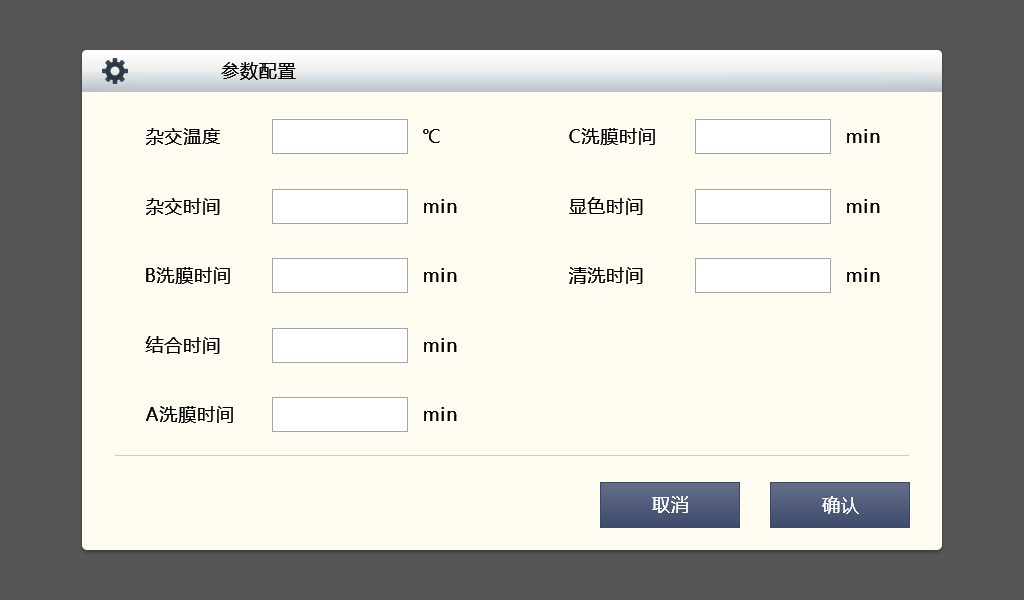 参数配置
杂交温度 ℃
C洗膜时间 min
杂交时间 min
显色时间 min
B洗膜时间 min
清洗时间 min
结合时间 min
A洗膜时间 min
取消
确认